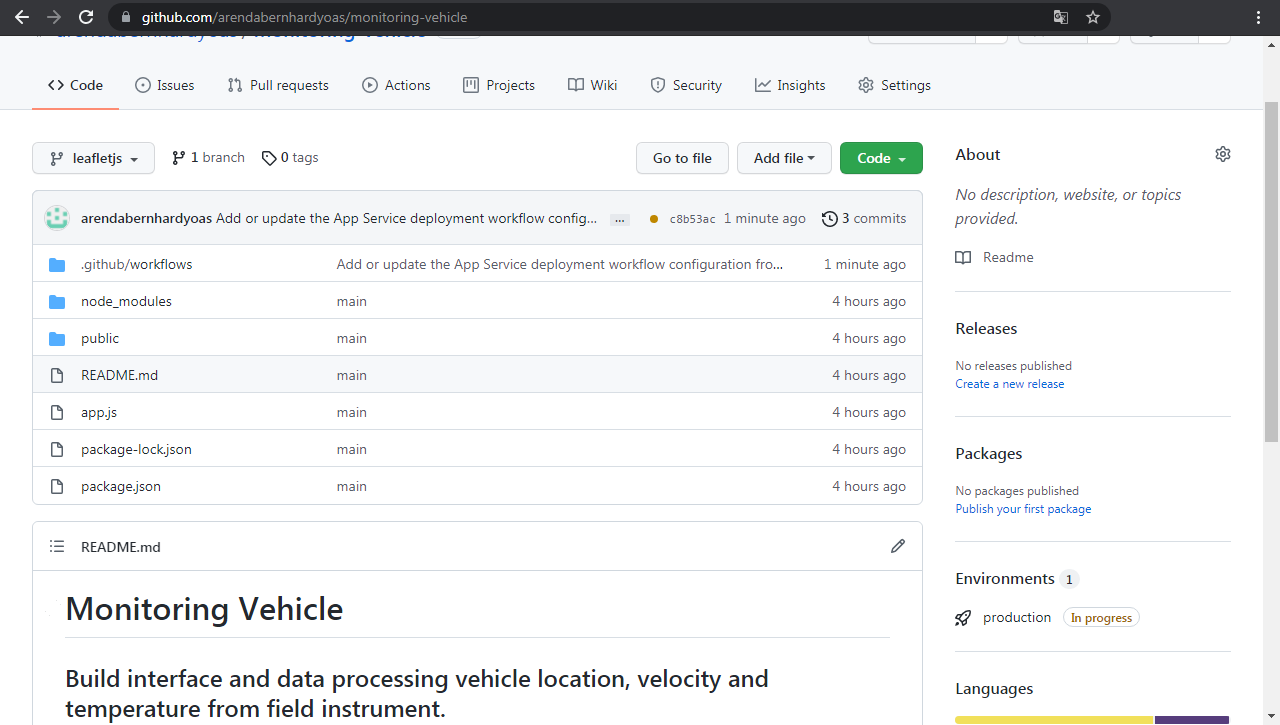 github.com/arendabernhardyoas/monitoring-vehicle
arendabernhardyoas / monitoring-vehicle
Code Issues Pull requests Actions Projects Wiki Security Insights Settings
leafletjs 1 branch 0 tags Go to file Add file Code
arendabernhardyoas Add or update the App Service deployment workflow config... ... c8b53ac 1 minute ago 3 commits
.github/workflows Add or update the App Service deployment workflow configuration fro... 1 minute ago
node_modules main 4 hours ago
public main 4 hours ago
README.md main 4 hours ago
app.js main 4 hours ago
package-lock.json main 4 hours ago
package.json main 4 hours ago
README.md
Monitoring Vehicle
Build interface and data processing vehicle location, velocity and
temperature from field instrument.
About
No description, website, or topics
provided.
Readme
Releases
No releases published
Create a new release
Packages
No packages published
Publish your first package
Environments 1
production In progress
Languages